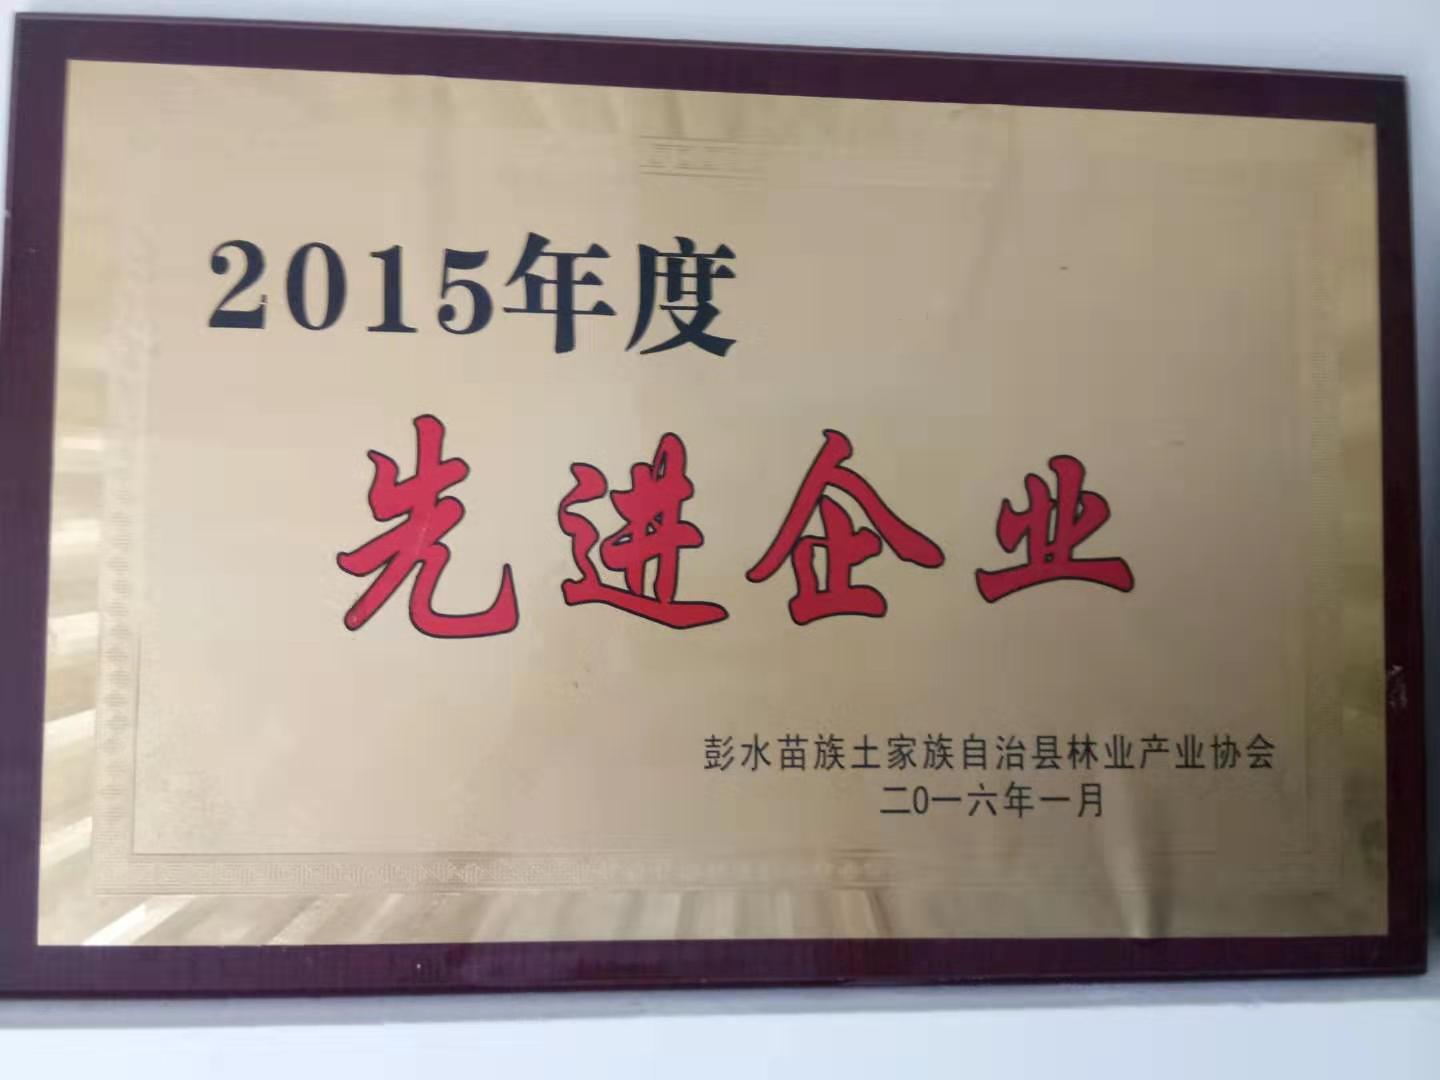 2015年度
先进企业
彭水苗族土家族自治县林业产业协会
二0一六年一月